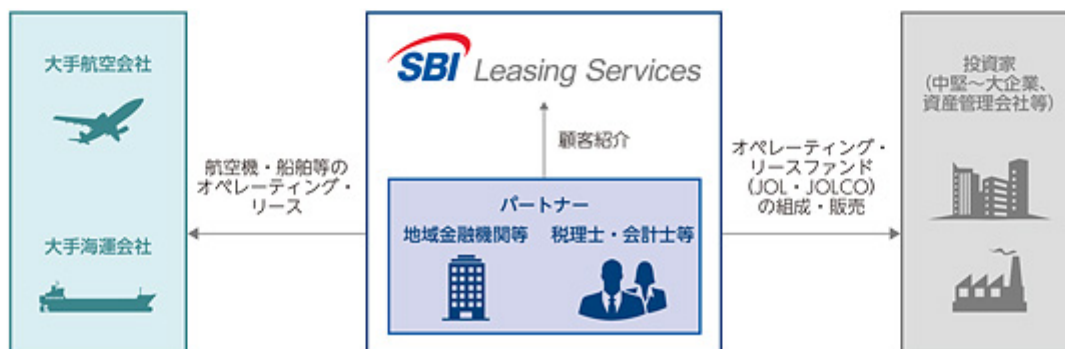 大手航空会社
大手海運会社
航空機・船舶等の
オペレーティング・
リース
SBI Leasing Services
顧客紹介
パートナー
地域金融機関等 税理士・会計士等
オペレーティング・
リースファンド
(JOL・JOLCO)
の組成・販売
投資家
(中堅～大企業、
資産管理会社等)